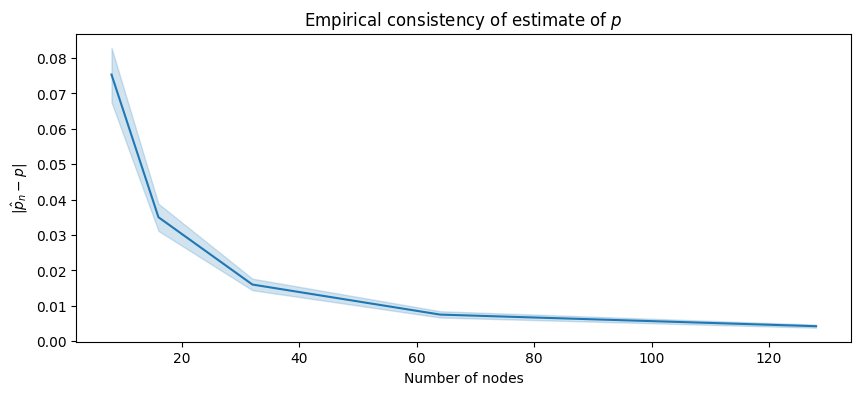 Empirical consistency of estimate of p
|p̂ₙ − p|
0.08
0.07
0.06
0.05
0.04
0.03
0.02
0.01
0.00
20 40 60 80 100 120
Number of nodes